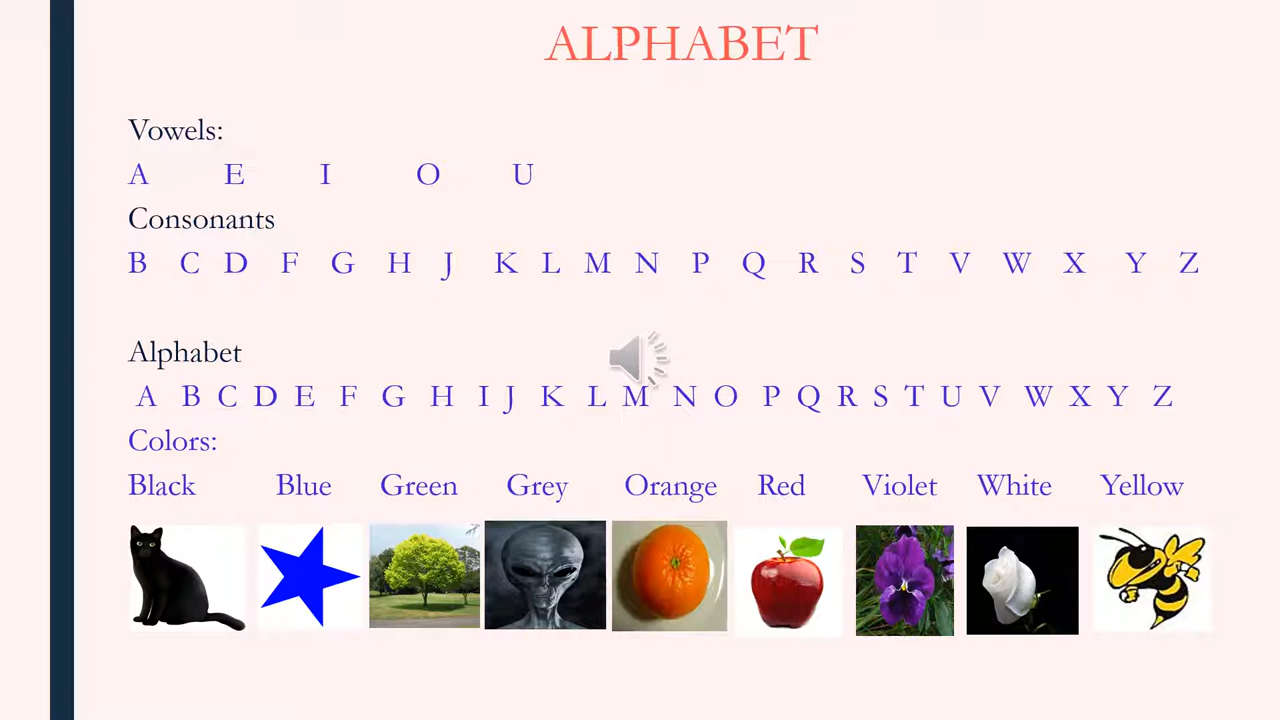 ALPHABET
Vowels:
A E I O U
Consonants
B C D F G H J K L M N P Q R S T V W X Y Z
Alphabet
A B C D E F G H I J K L M N O P Q R S T U V W X Y Z
Colors:
Black Blue Green Grey Orange Red Violet White Yellow